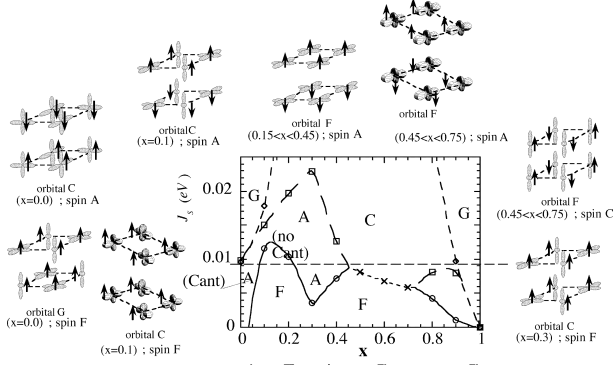 orbital C
(x=0.1) ; spin A
orbital F
(0.15<x<0.45) ; spin A
orbital F
(0.45<x<0.75) ; spin A
orbital C
(x=0.0) ; spin A
orbital G
(x=0.0) ; spin F
orbital C
(x=0.1) ; spin F
orbital F
(0.45<x<0.75) ; spin C
orbital C
(x=0.3) ; spin F
J_s (eV)
0.02
0.01
0
G
A
C
G
(no
Cant)
(Cant)
A
A
F
F
0
0.2
0.4
0.6
0.8
1
x